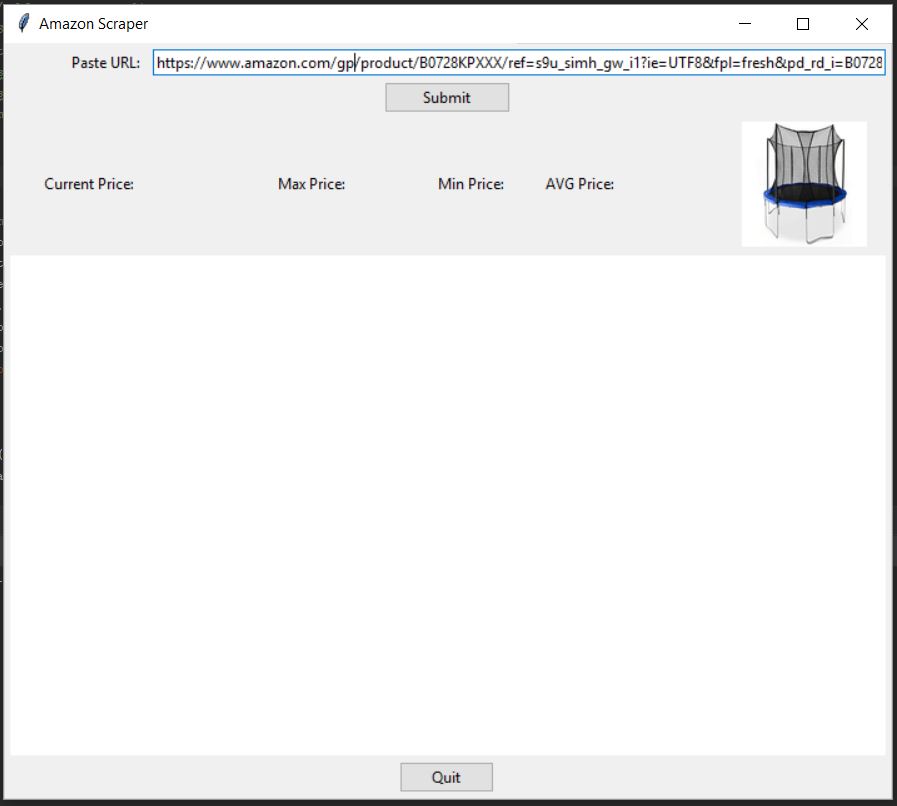 Amazon Scraper
Paste URL: https://www.amazon.com/gp/product/B0728KPXXX/ref=s9u_simh_gw_i1?ie=UTF8&fpl=fresh&pd_rd_i=B0728
Submit
Current Price: Max Price: Min Price: AVG Price:
Quit